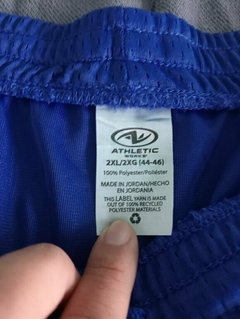 ATHLETIC
WORKS
2XL/2XG (44-46)
100% Polyester/Poliéster
MADE IN JORDAN/HECHO
EN JORDANIA
THIS LABEL YARN IS MADE
OUT OF 100% RECYCLED
POLYESTER MATERIALS